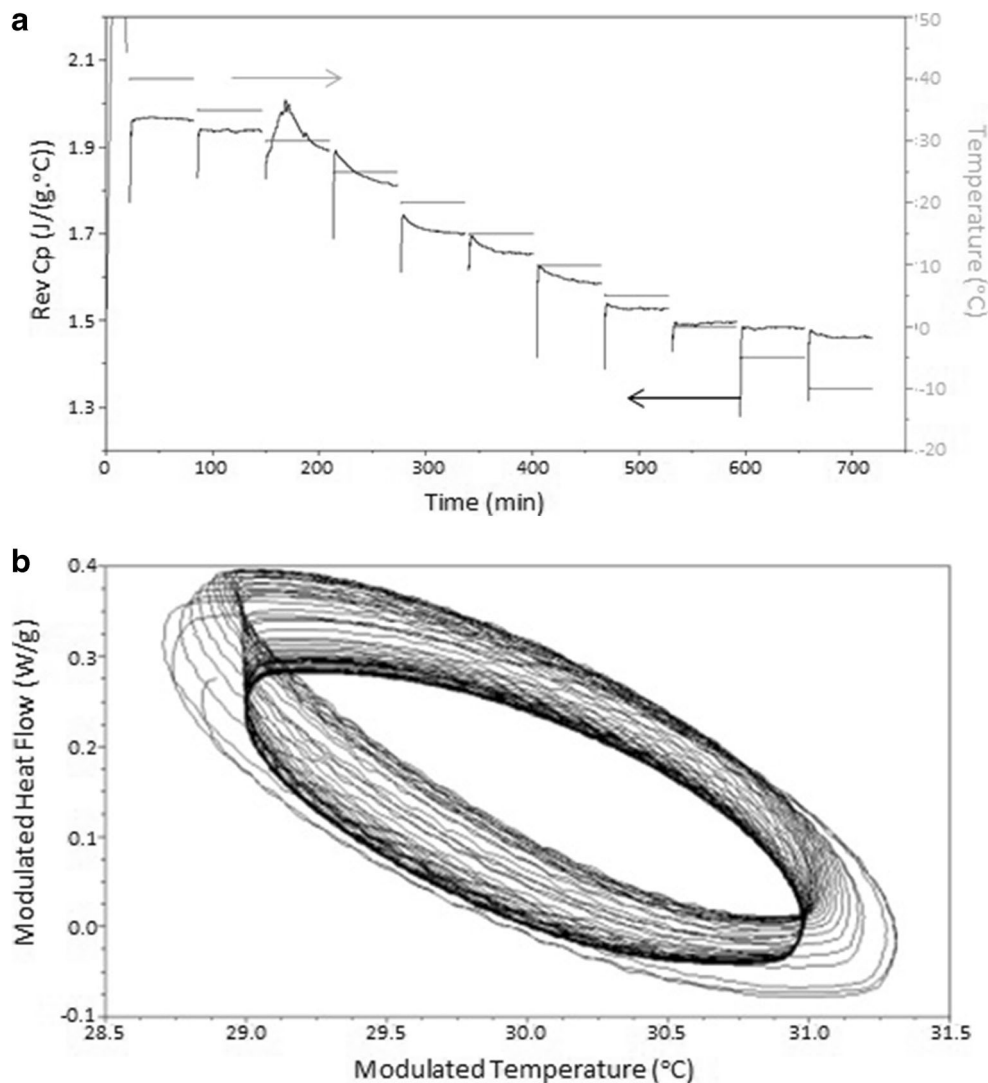 a
Rev Cp (J/(g.°C))
2.1
1.9
1.7
1.5
1.3
50
40
30
20
10
0
-10
-20
Temperature (°C)
0 100 200 300 400 500 600 700
Time (min)
b
Modulated Heat Flow (W/g)
0.4
0.3
0.2
0.1
0.0
-0.1
28.5 29.0 29.5 30.0 30.5 31.0 31.5
Modulated Temperature (°C)